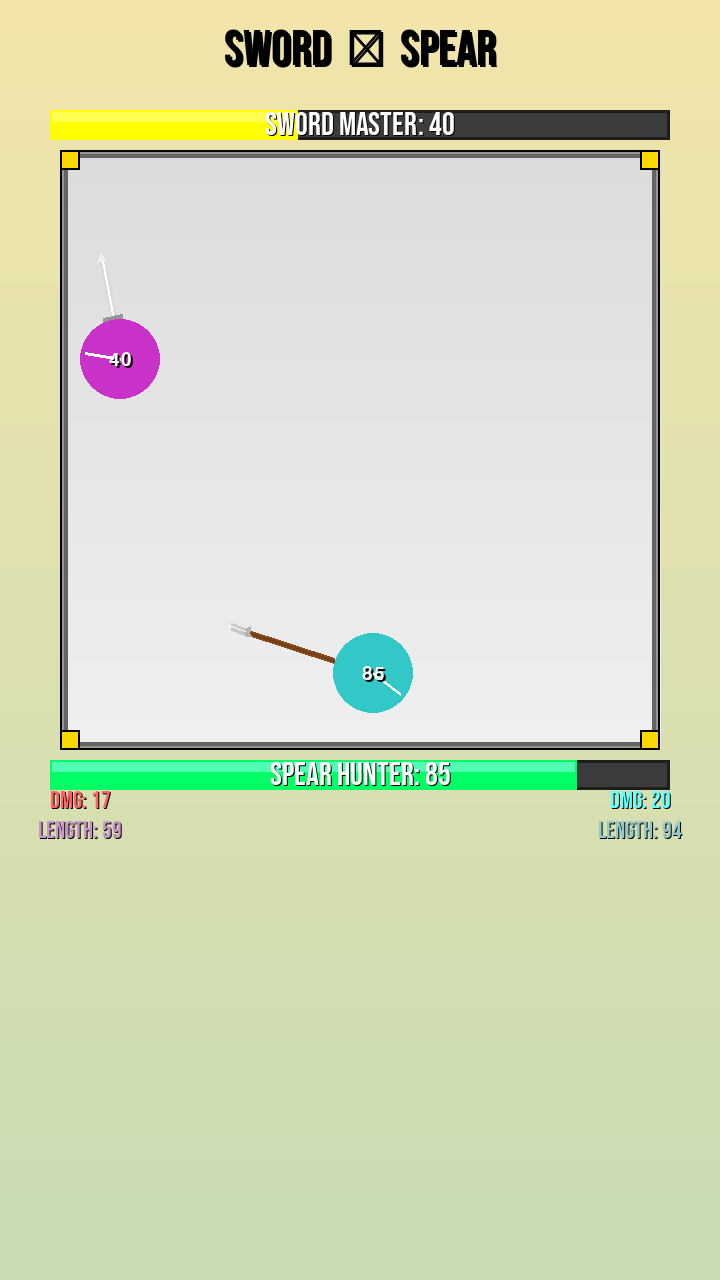 SWORD ☒ SPEAR
SWORD MASTER: 40
40
85
SPEAR HUNTER: 85
DMG: 17 DMG: 20
LENGTH: 59 LENGTH: 94